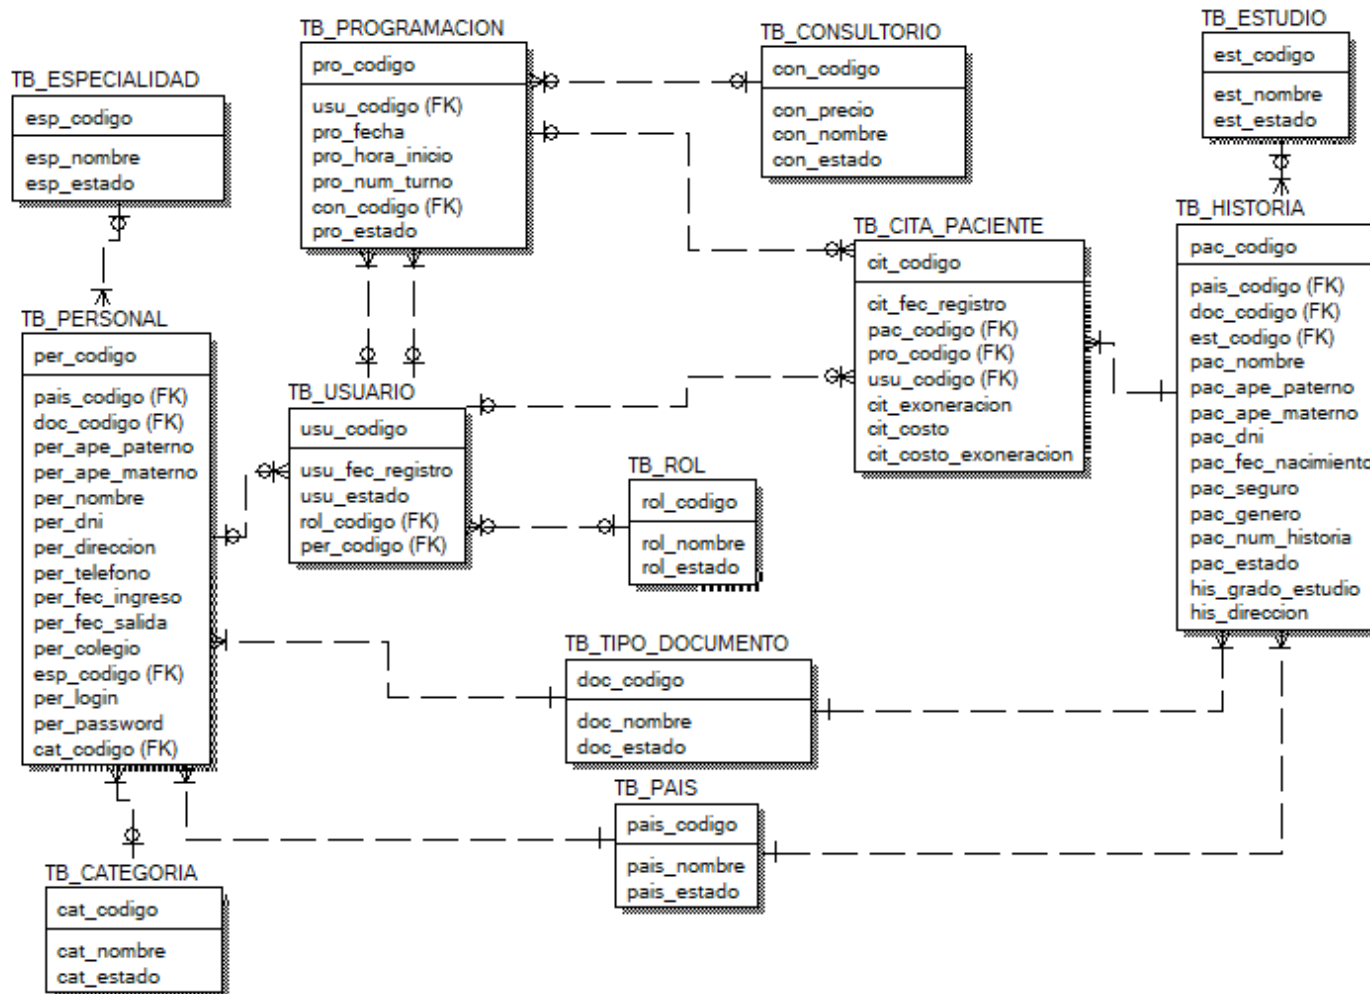 TB_PROGRAMACION
pro_codigo
usu_codigo (FK)
pro_fecha
pro_hora_inicio
pro_num_turno
con_codigo (FK)
pro_estado
TB_CONSULTORIO
con_codigo
con_precio
con_nombre
con_estado
TB_ESTUDIO
est_codigo
est_nombre
est_estado
TB_ESPECIALIDAD
esp_codigo
esp_nombre
esp_estado
TB_CITA_PACIENTE
cit_codigo
cit_fec_registro
pac_codigo (FK)
pro_codigo (FK)
usu_codigo (FK)
cit_exoneracion
cit_costo
cit_costo_exoneracion
TB_HISTORIA
pac_codigo
pais_codigo (FK)
doc_codigo (FK)
est_codigo (FK)
pac_nombre
pac_ape_paterno
pac_ape_materno
pac_dni
pac_fec_nacimiento
pac_seguro
pac_genero
pac_num_historia
pac_estado
his_grado_estudio
his_direccion
TB_PERSONAL
per_codigo
pais_codigo (FK)
doc_codigo (FK)
per_ape_paterno
per_ape_materno
per_nombre
per_dni
per_direccion
per_telefono
per_fec_ingreso
per_fec_salida
per_colegio
esp_codigo (FK)
per_login
per_password
cat_codigo (FK)
TB_USUARIO
usu_codigo
usu_fec_registro
usu_estado
rol_codigo (FK)
per_codigo (FK)
TB_ROL
rol_codigo
rol_nombre
rol_estado
TB_TIPO_DOCUMENTO
doc_codigo
doc_nombre
doc_estado
TB_PAIS
pais_codigo
pais_nombre
pais_estado
TB_CATEGORIA
cat_codigo
cat_nombre
cat_estado